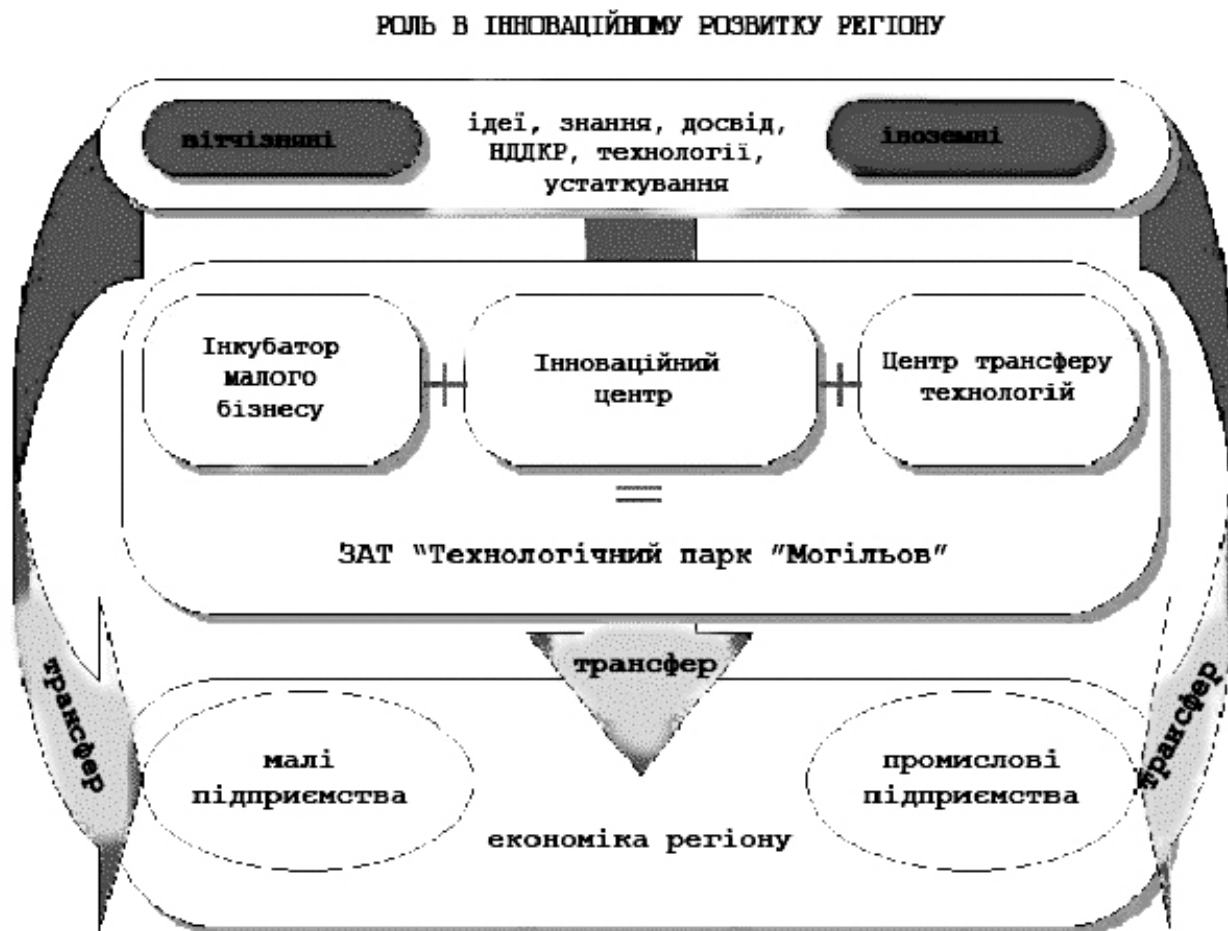 РОЛЬ В ІННОВАЦІЙНОМУ РОЗВИТКУ РЕГІОНУ
вітчізняні
ідеї, знання, досвід,
НДДКР, технології,
устаткування
іноземні
Інкубатор
малого
бізнесу
+
Інноваційний
центр
+
Центр трансферу
технологій
=
ЗАТ “Технологічний парк ”Могільов”
трансфер
трансфер
трансфер
малі
підприємства
промислові
підприємства
економіка регіону